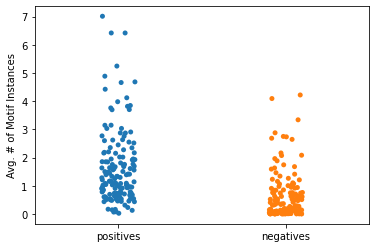 Avg. # of Motif Instances
7
6
5
4
3
2
1
0
positives
negatives